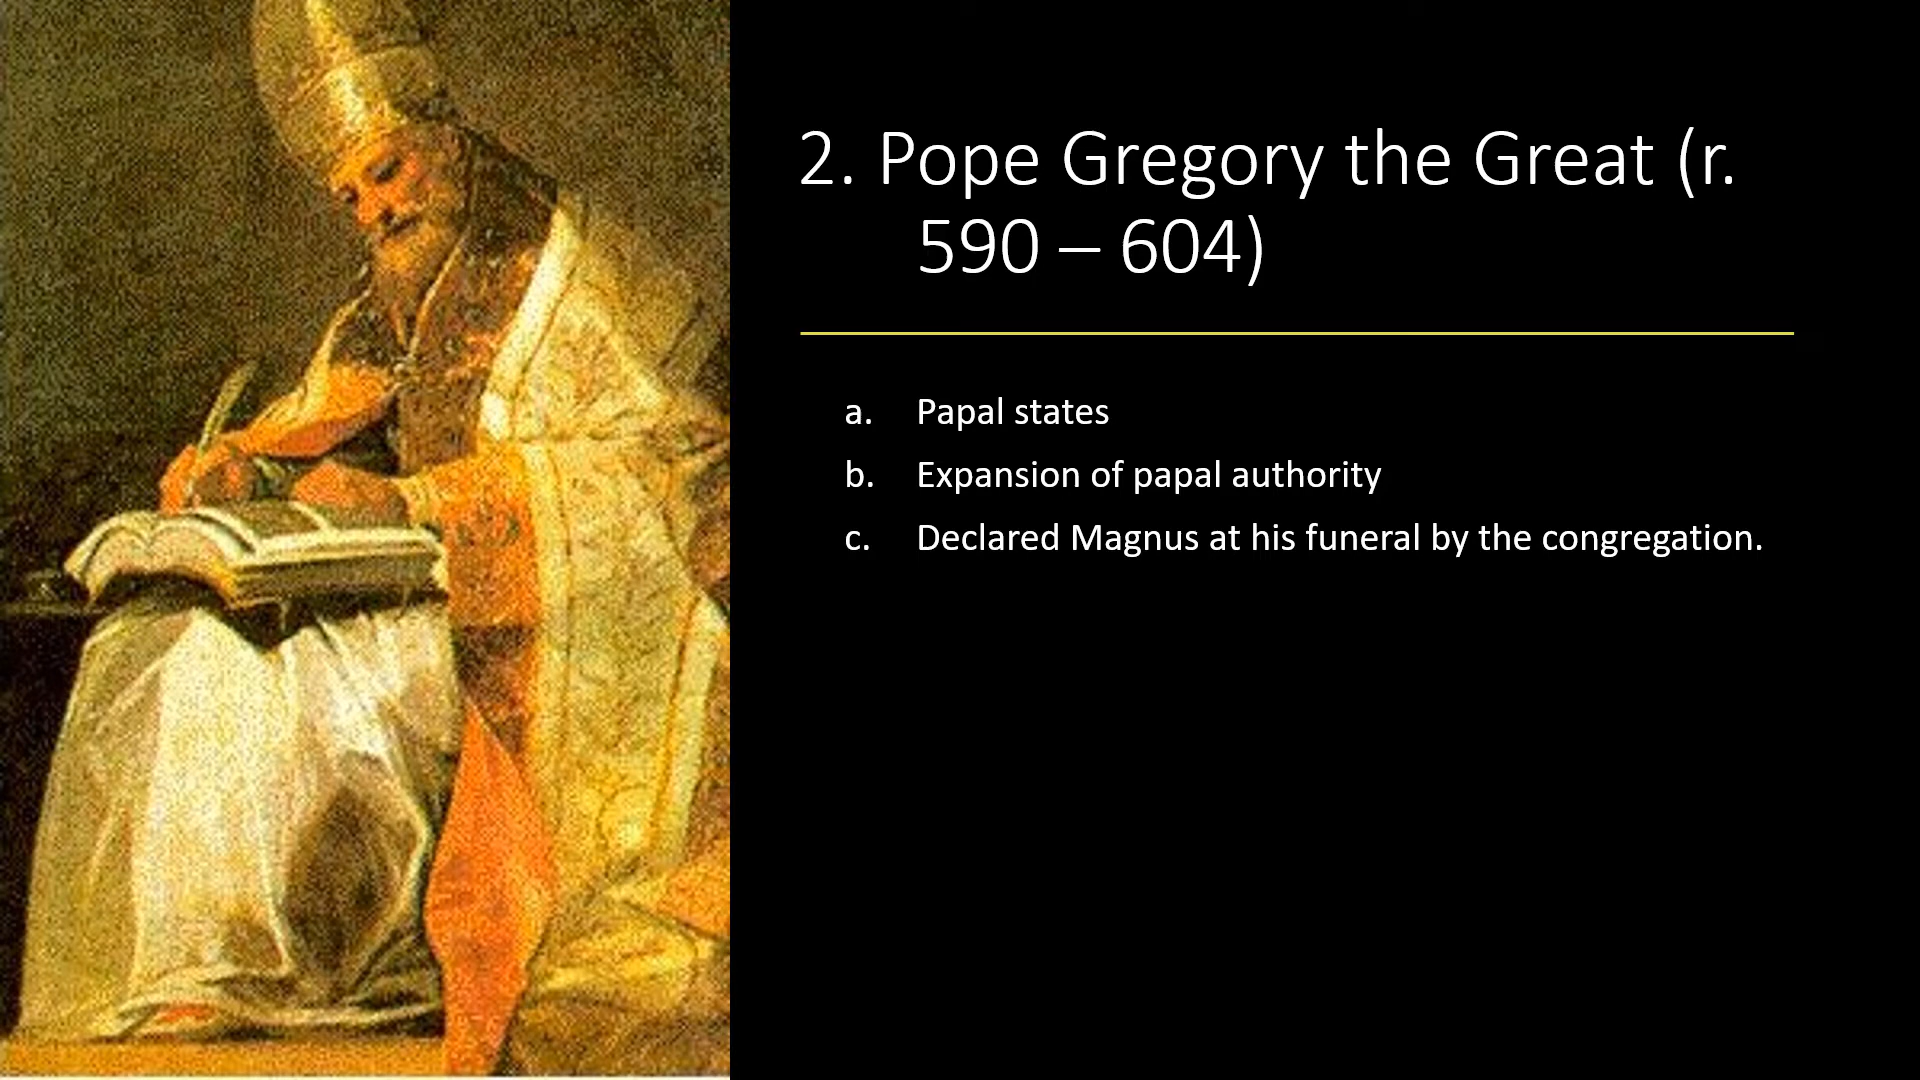 2. Pope Gregory the Great (r.
590 – 604)
a. Papal states
b. Expansion of papal authority
c. Declared Magnus at his funeral by the congregation.